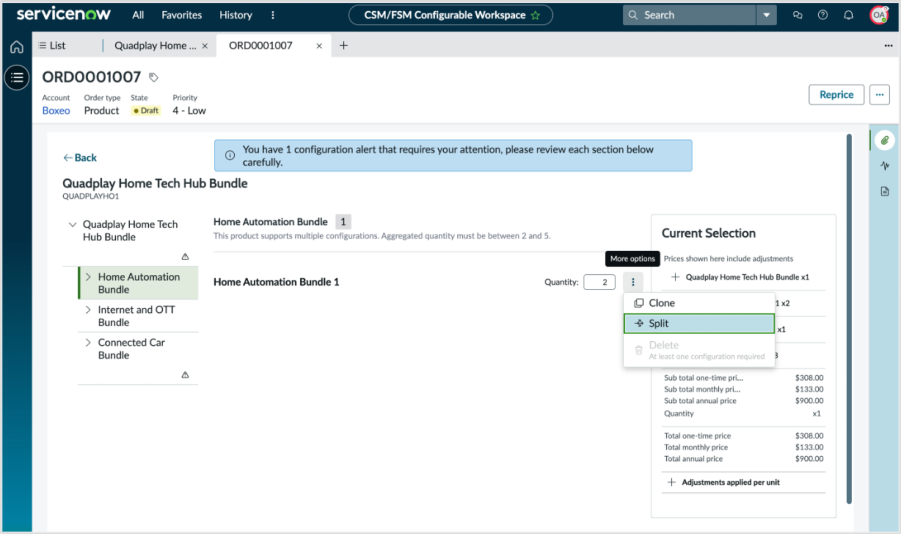 servicenow All Favorites History CSM/FSM Configurable Workspace Search OA
List Quadplay Home ... × ORD0001007 × +
ORD0001007
Account Order type State Priority
Boxeo Product Draft 4 - Low
Reprice
Back
You have 1 configuration alert that requires your attention, please review each section below
carefully.
Quadplay Home Tech Hub Bundle
QUADPLAYHO1
Quadplay Home Tech
Hub Bundle
Home Automation
Bundle
Internet and OTT
Bundle
Connected Car
Bundle
Home Automation Bundle 1
This product supports multiple configurations. Aggregated quantity must be between 2 and 5.
Home Automation Bundle 1
Quantity: 2
More options
Clone
Split
Delete
At least one configuration required
Current Selection
Prices shown here include adjustments
Quadplay Home Tech Hub Bundle x1
1 x2
x1
3
Sub total one-time pri... $308.00
Sub total monthly pri... $133.00
Sub total annual price $900.00
Quantity x1
Total one-time price $308.00
Total monthly price $133.00
Total annual price $900.00
Adjustments applied per unit